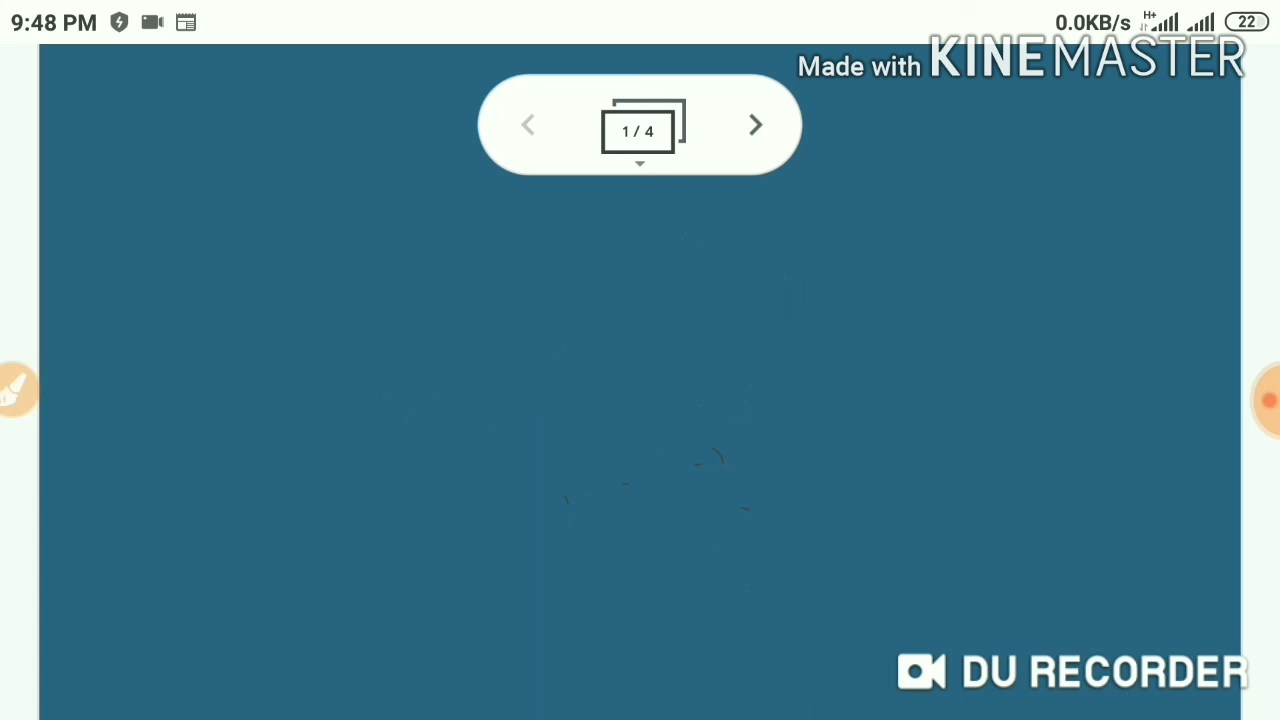 9:48 PM
0.0KB/s H+ 22
Made with KINEMASTER
1 / 4
DU RECORDER